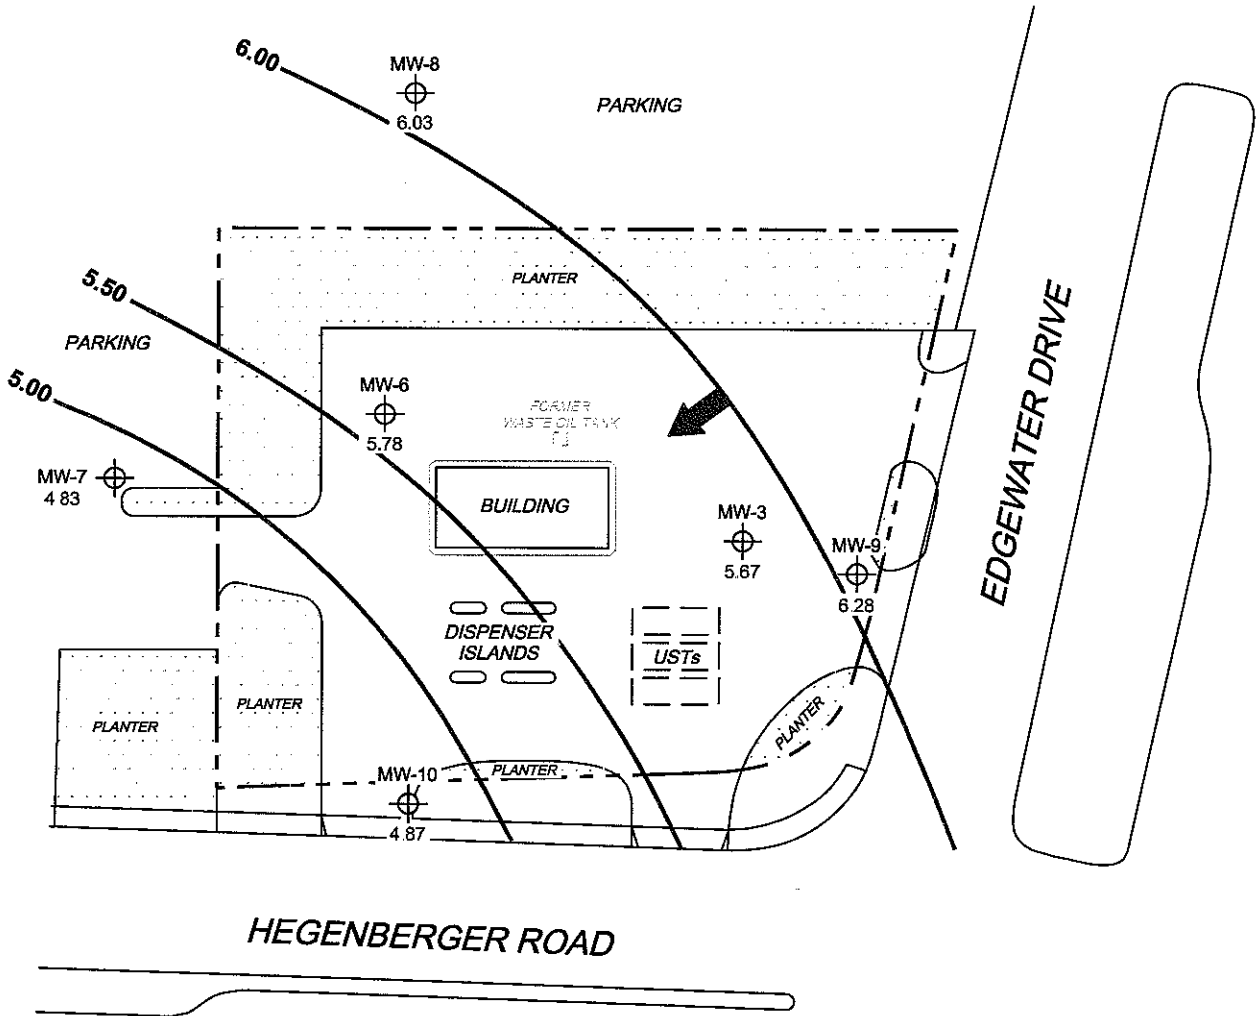 6.00
MW-8
6.03
PARKING
5.50
PARKING
5.00
PLANTER
MW-6
5.78
FORMER
WASTE OIL TANK
MW-7
4.83
BUILDING
MW-3
5.67
MW-9
6.28
EDGEWATER DRIVE
DISPENSER
ISLANDS
USTs
PLANTER
PLANTER
PLANTER
MW-10
4.87
PLANTER
HEGENBERGER ROAD